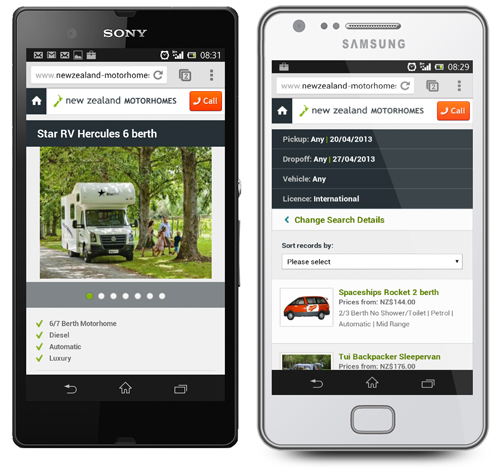 SONY
08:31
www.newzealand-motorhome
2
new zealand MOTORHOMES
Call
Star RV Hercules 6 berth
6/7 Berth Motorhome
Diesel
Automatic
Luxury
SAMSUNG
08:29
www.newzealand-motorhomes
2
new zealand MOTORHOMES
Call
Pickup: Any | 20/04/2013
Dropoff: Any | 27/04/2013
Vehicle: Any
Licence: International
Change Search Details
Sort records by:
Please select
Spaceships Rocket 2 berth
Prices from: NZ$144.00
2/3 Berth No Shower/Toilet | Petrol |
Automatic | Mid Range
Tui Backpacker Sleepervan
Prices from: NZ$176.00